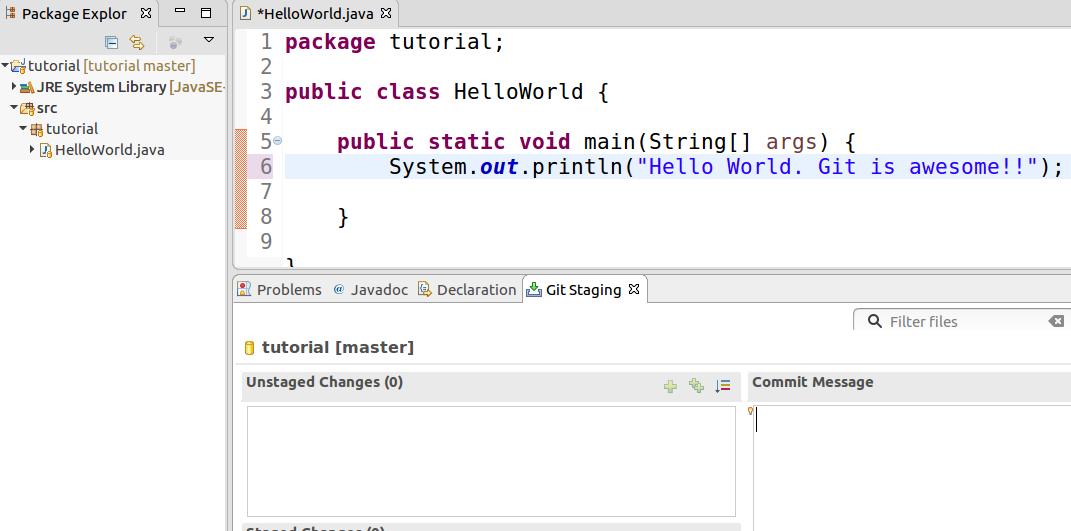 Package Explor
tutorial [tutorial master]
JRE System Library [JavaSE-
src
tutorial
HelloWorld.java
*HelloWorld.java
1 package tutorial;
2
3 public class HelloWorld {
4
5 public static void main(String[] args) {
6 System.out.println("Hello World. Git is awesome!!");
7
8 }
9
}
Problems @ Javadoc Declaration Git Staging
Filter files
tutorial [master]
Unstaged Changes (0)
Commit Message
Staged Changes (0)